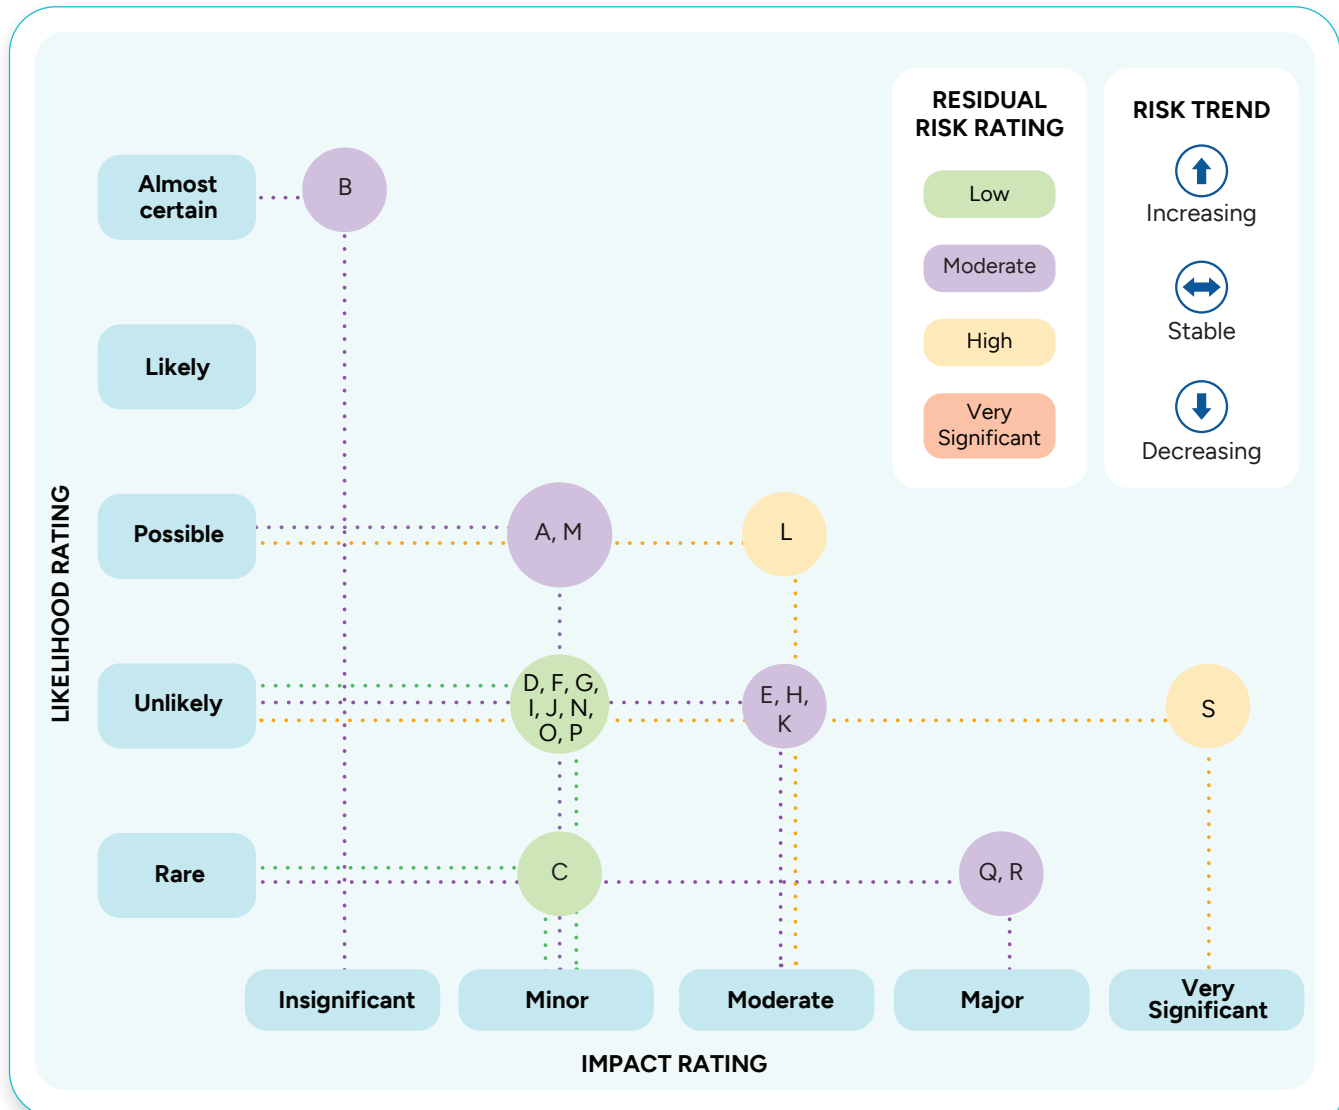 RESIDUAL
RISK RATING
Low
Moderate
High
Very
Significant
RISK TREND
Increasing
Stable
Decreasing
LIKELIHOOD RATING
Almost
certain
B
Likely
Possible
A, M
L
Unlikely
D, F, G,
I, J, N,
O, P
E, H,
K
S
Rare
C
Q, R
Insignificant
Minor
Moderate
Major
Very
Significant
IMPACT RATING